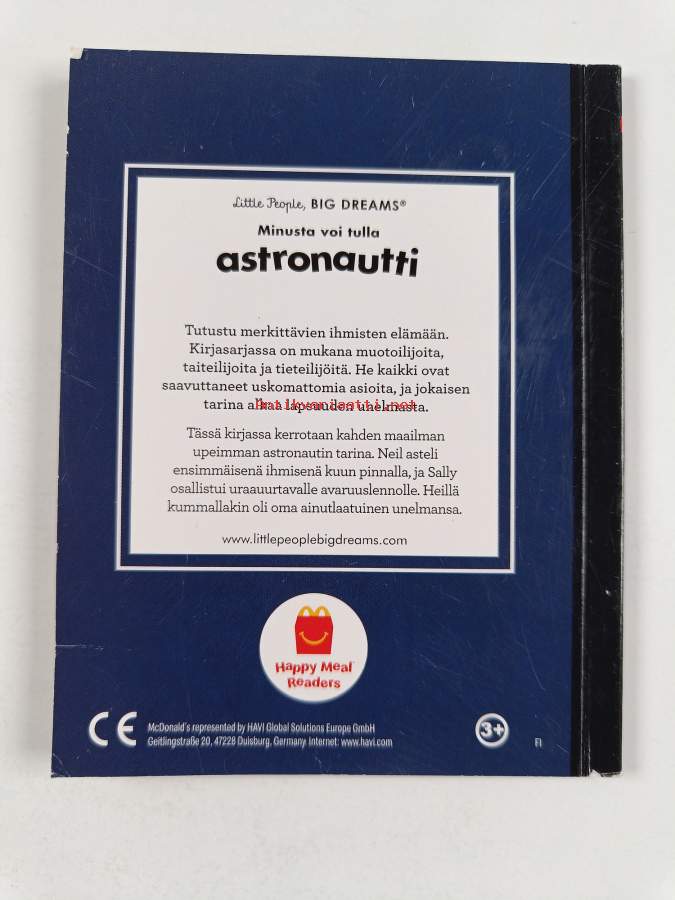 Little People, BIG DREAMS®
Minusta voi tulla
astronautti
Tutustu merkittävien ihmisten elämään.
Kirjasarjassa on mukana muotoilijoita,
taiteilijoita ja tieteilijöitä. He kaikki ovat
saavuttaneet uskomattomia asioita, ja jokaisen
tarina alkaa lapsuuden unelmasta.
antikvariaatti.net
Tässä kirjassa kerrotaan kahden maailman
upeimman astronautin tarina. Neil asteli
ensimmäisenä ihmisenä kuun pinnalla, ja Sally
osallistui uraauurtavalle avaruuslennolle. Heillä
kummallakin oli oma ainutlaatuinen unelmansa.
www.littlepeoplebigdreams.com
Happy Meal
Readers
CE
McDonald's represented by HAVI Global Solutions Europe GmbH
Geitlingstraße 20, 47228 Duisburg, Germany Internet: www.havi.com
3+
FI